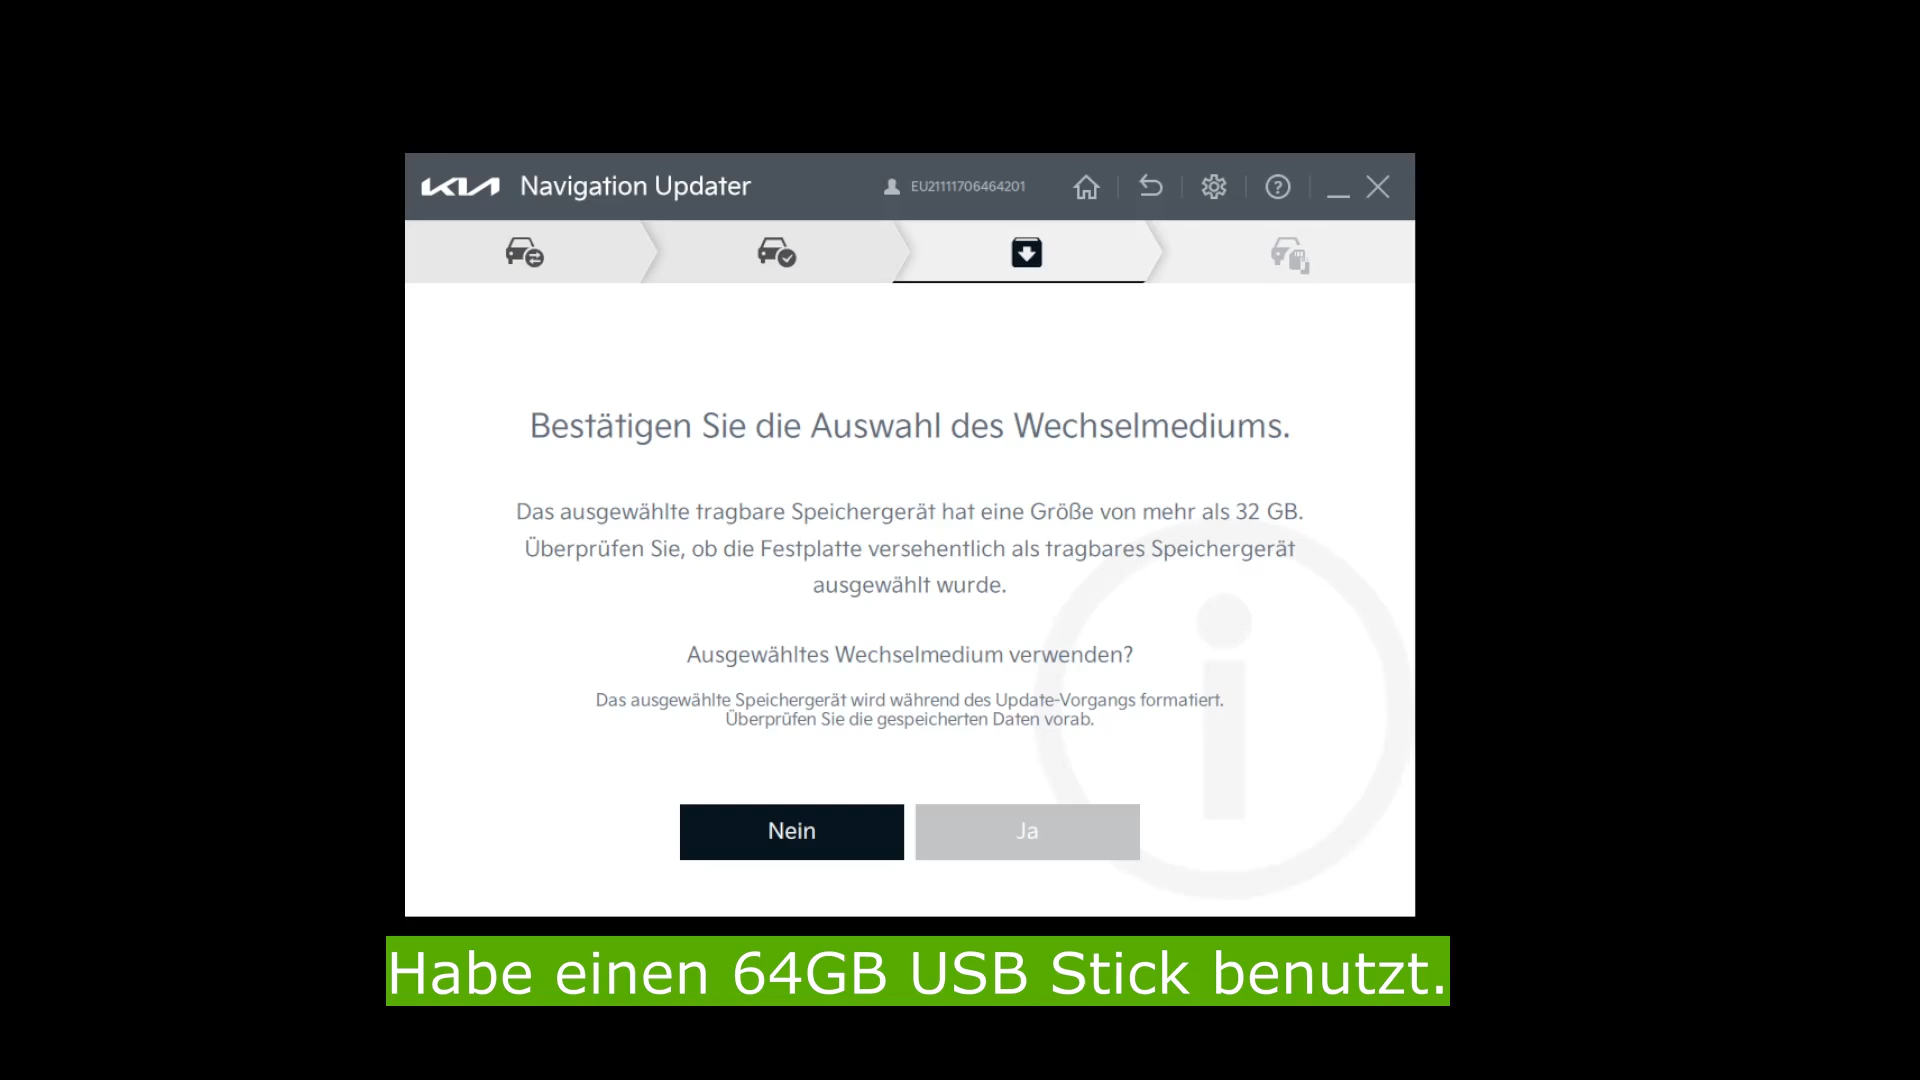 KIA Navigation Updater EU21111706464201
Bestätigen Sie die Auswahl des Wechselmediums.
Das ausgewählte tragbare Speichergerät hat eine Größe von mehr als 32 GB.
Überprüfen Sie, ob die Festplatte versehentlich als tragbares Speichergerät
ausgewählt wurde.
Ausgewähltes Wechselmedium verwenden?
Das ausgewählte Speichergerät wird während des Update-Vorgangs formatiert.
Überprüfen Sie die gespeicherten Daten vorab.
Nein Ja
Habe einen 64GB USB Stick benutzt.